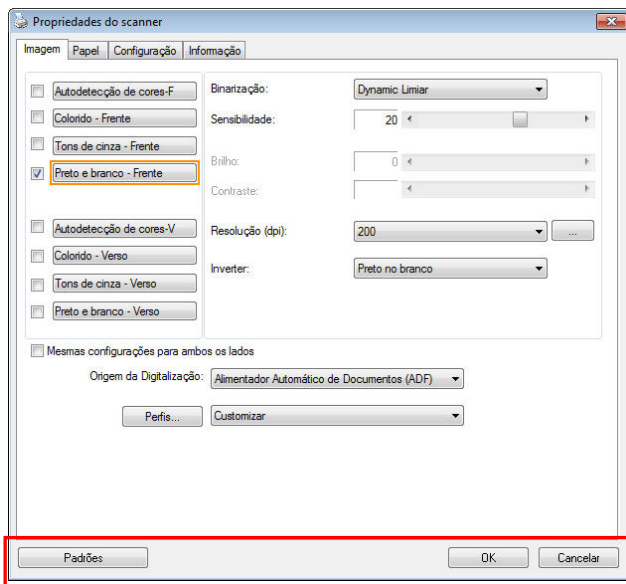 Propriedades do scanner
Imagem Papel Configuração Informação
Autodetecção de cores-F
Colorido - Frente
Tons de cinza - Frente
Preto e branco - Frente
Autodetecção de cores-V
Colorido - Verso
Tons de cinza - Verso
Preto e branco - Verso
Binarização: Dynamic Limiar
Sensibilidade: 20
Brilho: 0
Contraste:
Resolução (dpi): 200 ...
Inverter: Preto no branco
Mesmas configurações para ambos os lados
Origem da Digitalização: Alimentador Automático de Documentos (ADF)
Perfis... Customizar
Padrões OK Cancelar